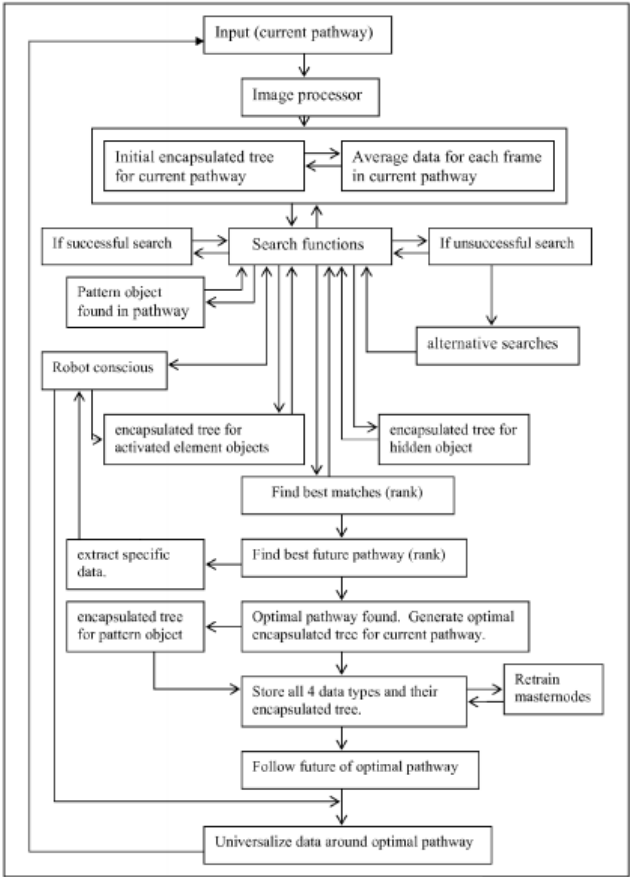 Input (current pathway)
Image processor
Initial encapsulated tree
for current pathway
Average data for each frame
in current pathway
If successful search
Search functions
If unsuccessful search
Pattern object
found in pathway
alternative searches
Robot conscious
encapsulated tree for
activated element objects
encapsulated tree for
hidden object
Find best matches (rank)
extract specific
data.
Find best future pathway (rank)
encapsulated tree
for pattern object
Optimal pathway found.  Generate optimal
encapsulated tree for current pathway.
Store all 4 data types and their
encapsulated tree.
Retrain
masternodes
Follow future of optimal pathway
Universalize data around optimal pathway